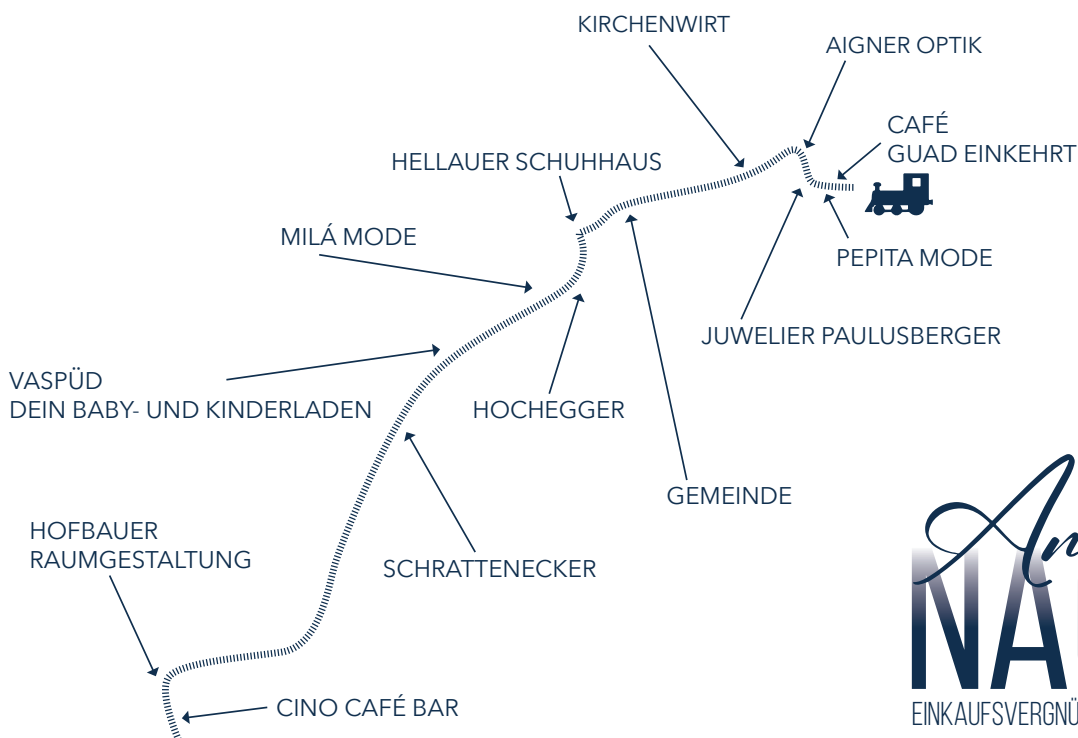 KIRCHENWIRT
AIGNER OPTIK
CAFÉ
GUAD EINKEHRT
HELLAUER SCHUHHAUS
MILÁ MODE
PEPITA MODE
JUWELIER PAULUSBERGER
VASPÜD
DEIN BABY- UND KINDERLADEN
HOCHEGGER
GEMEINDE
HOFBAUER
RAUMGESTALTUNG
SCHRATTENECKER
CINO CAFÉ BAR